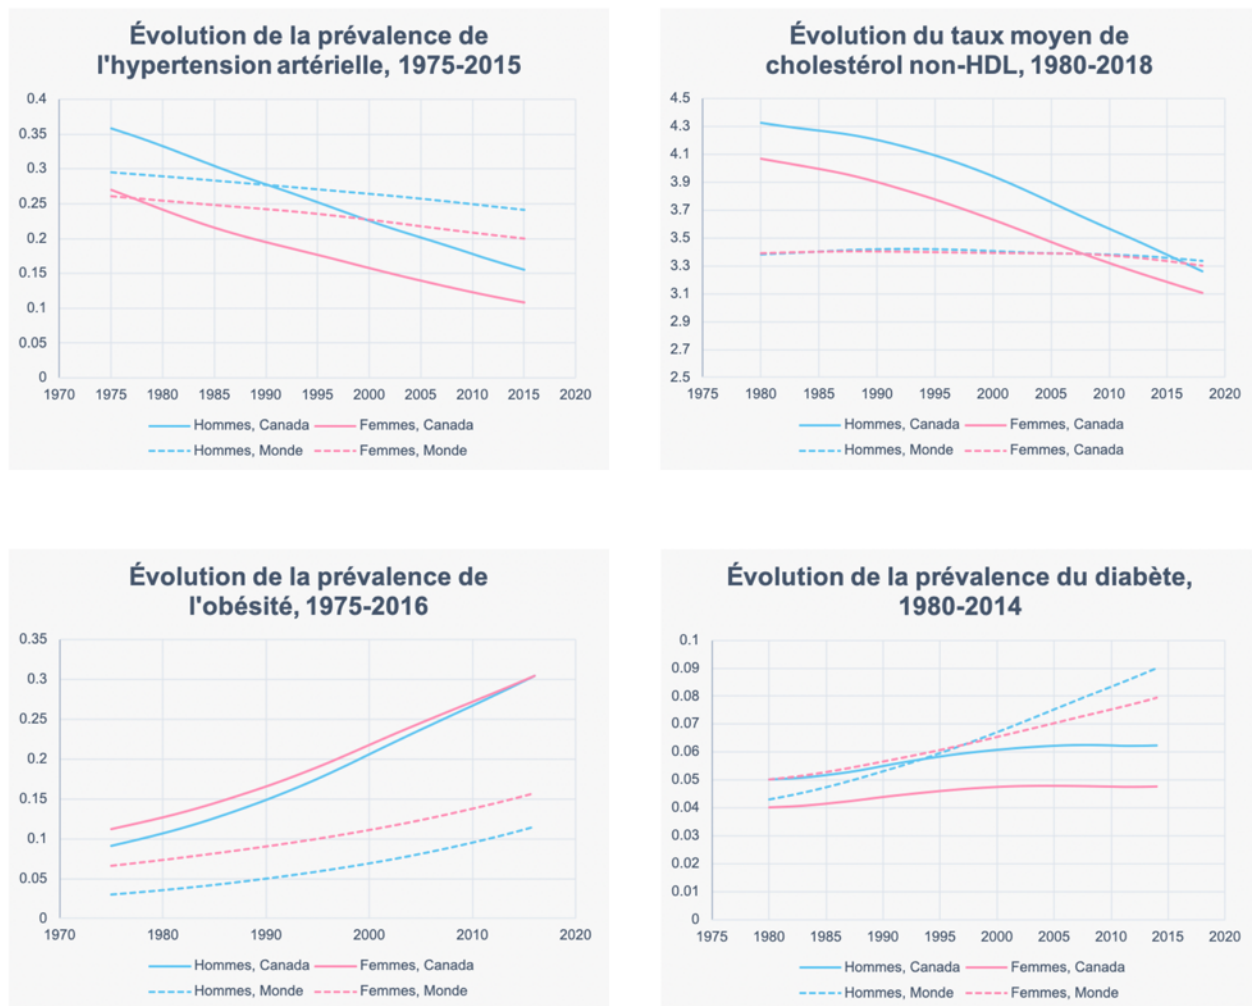 Évolution de la prévalence de
l'hypertension artérielle, 1975-2015
0.4
0.35
0.3
0.25
0.2
0.15
0.1
0.05
0
1970 1975 1980 1985 1990 1995 2000 2005 2010 2015 2020
Hommes, Canada Femmes, Canada
Hommes, Monde Femmes, Monde
Évolution du taux moyen de
cholestérol non-HDL, 1980-2018
4.5
4.3
4.1
3.9
3.7
3.5
3.3
3.1
2.9
2.7
2.5
1975 1980 1985 1990 1995 2000 2005 2010 2015 2020
Hommes, Canada Femmes, Canada
Hommes, Monde Femmes, Canada
Évolution de la prévalence de
l'obésité, 1975-2016
0.35
0.3
0.25
0.2
0.15
0.1
0.05
0
1970 1980 1990 2000 2010 2020
Hommes, Canada Femmes, Canada
Hommes, Monde Femmes, Monde
Évolution de la prévalence du diabète,
1980-2014
0.1
0.09
0.08
0.07
0.06
0.05
0.04
0.03
0.02
0.01
0
1975 1980 1985 1990 1995 2000 2005 2010 2015 2020
Hommes, Canada Femmes, Canada
Hommes, Monde Femmes, Monde